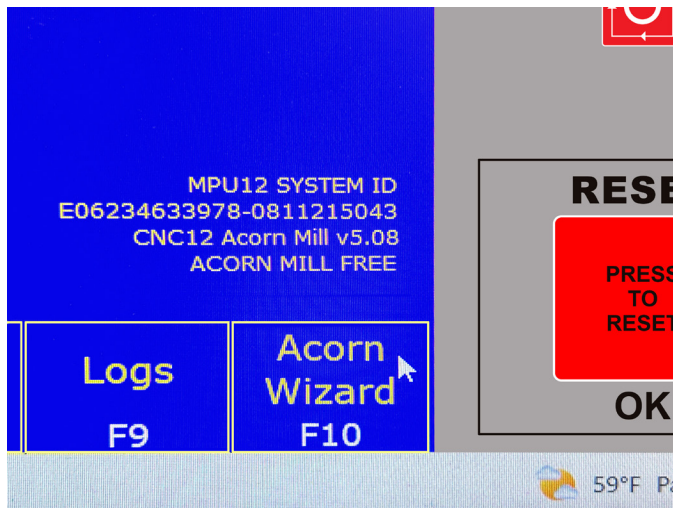 MPU12 SYSTEM ID
E06234633978-0811215043
CNC12 Acorn Mill v5.08
ACORN MILL FREE
Logs
F9
Acorn
Wizard
F10
RESE
PRESS
TO
RESET
OK
59°F Pa